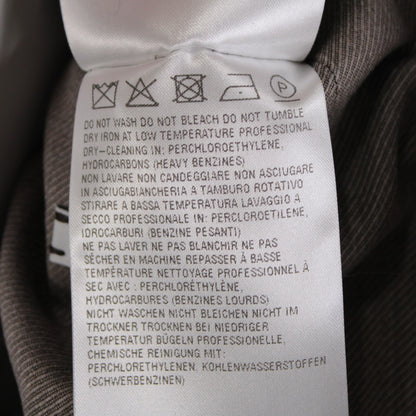 P
DO NOT WASH DO NOT BLEACH DO NOT TUMBLE
DRY IRON AT LOW TEMPERATURE PROFESSIONAL
DRY-CLEANING IN: PERCHLOROETHYLENE,
HYDROCARBONS (HEAVY BENZINES)
NON LAVARE NON CANDEGGIARE NON ASCIUGARE
IN ASCIUGABIANCHERIA A TAMBURO ROTATIVO
STIRARE A BASSA TEMPERATURA LAVAGGIO A
SECCO PROFESSIONALE IN: PERCLOROETILENE,
IDROCARBURI (BENZINE PESANTI)
NE PAS LAVER NE PAS BLANCHIR NE PAS
SÉCHER EN MACHINE REPASSER À BASSE
TEMPÉRATURE NETTOYAGE PROFESSIONNEL À
SEC AVEC : PERCHLORÉTHYLÈNE,
HYDROCARBURES (BENZINES LOURDS)
NICHT WASCHEN NICHT BLEICHEN NICHT IM
TROCKNER TROCKNEN BEI NIEDRIGER
TEMPERATUR BÜGELN PROFESSIONELLE,
CHEMISCHE REINIGUNG MIT:
PERLOROETHYLENEN, KOHLENWASSERSTOFFEN
(SCHWERBENZINEN)